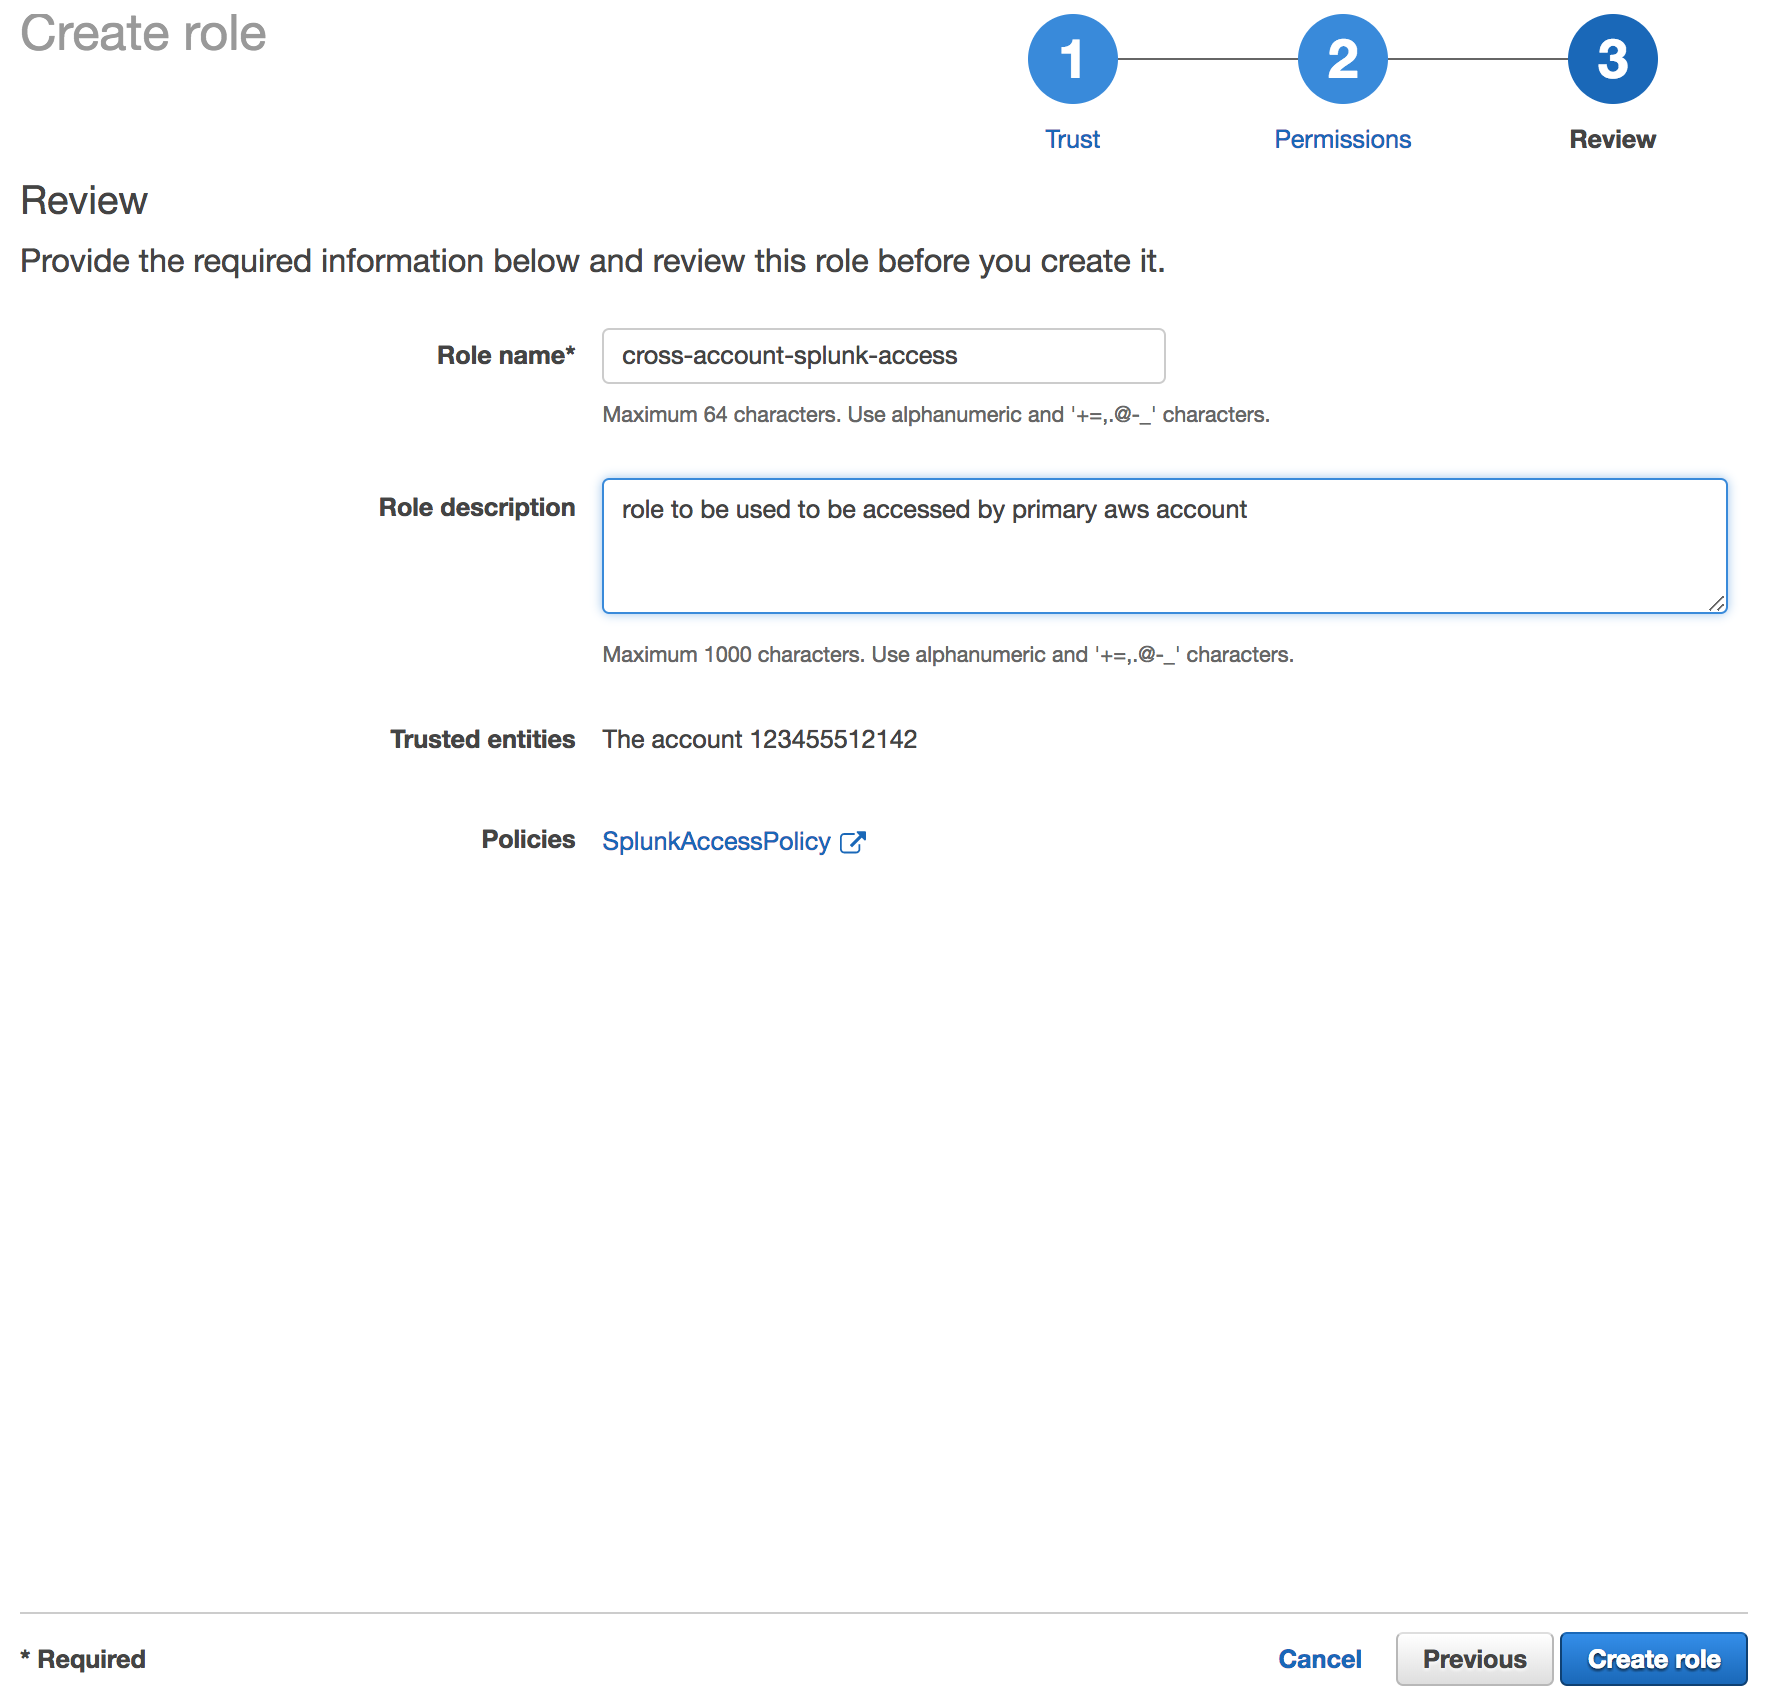 Create role
1 2 3
Trust Permissions Review
Review
Provide the required information below and review this role before you create it.
Role name* cross-account-splunk-access
Maximum 64 characters. Use alphanumeric and '+=,.@-_' characters.
Role description role to be used to be accessed by primary aws account
Maximum 1000 characters. Use alphanumeric and '+=,.@-_' characters.
Trusted entities The account 123455512142
Policies SplunkAccessPolicy
* Required Cancel Previous Create role